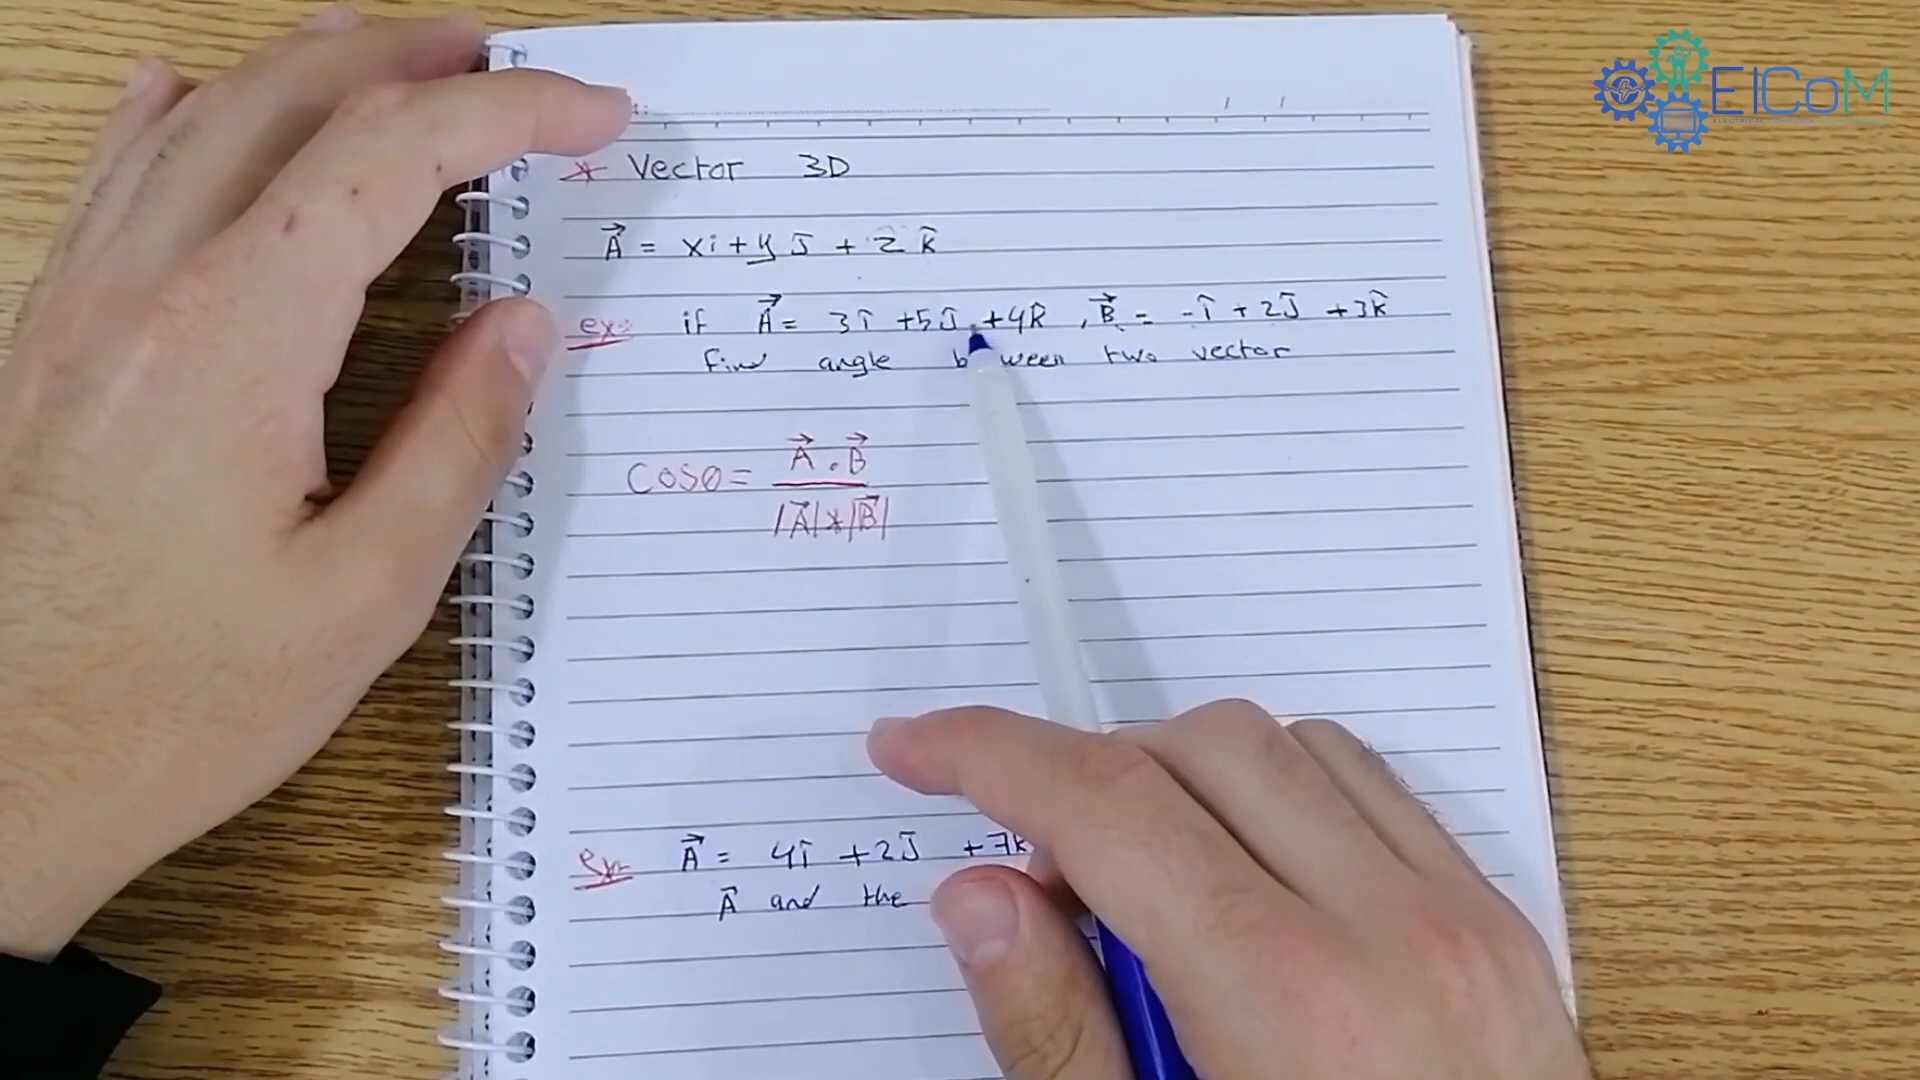 * Vector 3D
A⃗ = xi + yJ + zk̂
ex: if A⃗ = 3i + 5J + 4k̂ , B⃗ = -i + 2J + 3k̂
find angle between two vector
cosθ = A⃗ . B⃗ / |A⃗| * |B⃗|
ex A⃗ = 4i + 2J + 7k
A⃗ and the
ElCoM